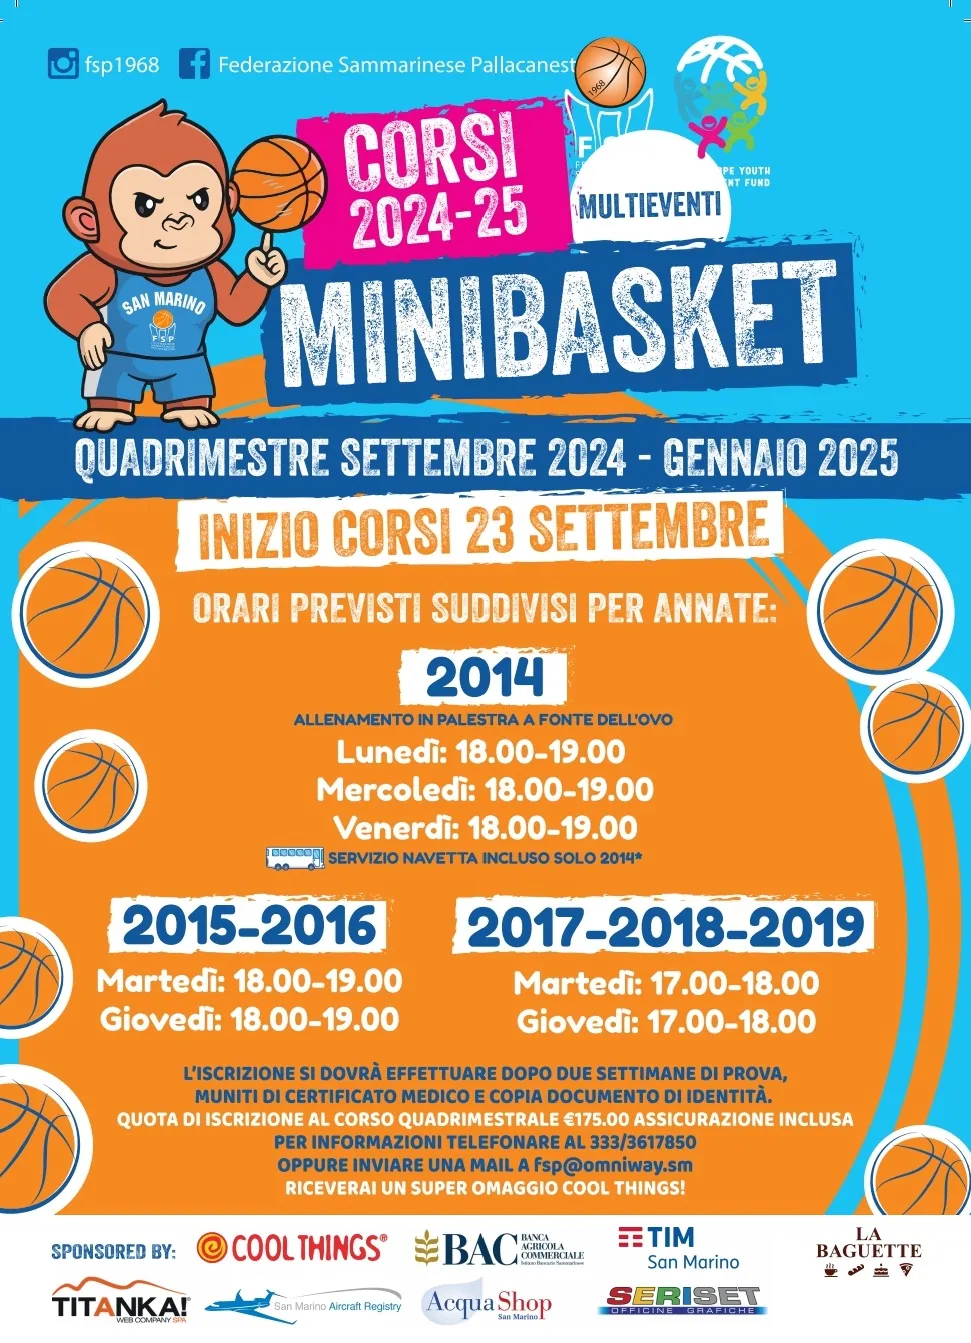 fsp1968 Federazione Sammarinese Pallacanest
1968
CORSI
2024-25
MULTIEVENTI
MINIBASKET
SAN MARINO
FSP
QUADRIMESTRE SETTEMBRE 2024 - GENNAIO 2025
INIZIO CORSI 23 SETTEMBRE
ORARI PREVISTI SUDDIVISI PER ANNATE:
2014
ALLENAMENTO IN PALESTRA A FONTE DELL'OVO
Lunedì: 18.00-19.00
Mercoledì: 18.00-19.00
Venerdì: 18.00-19.00
SERVIZIO NAVETTA INCLUSO SOLO 2014*
2015-2016
Martedì: 18.00-19.00
Giovedì: 18.00-19.00
2017-2018-2019
Martedì: 17.00-18.00
Giovedì: 17.00-18.00
L'ISCRIZIONE SI DOVRÀ EFFETTUARE DOPO DUE SETTIMANE DI PROVA,
MUNITI DI CERTIFICATO MEDICO E COPIA DOCUMENTO DI IDENTITÀ.
QUOTA DI ISCRIZIONE AL CORSO QUADRIMESTRALE €175.00 ASSICURAZIONE INCLUSA
PER INFORMAZIONI TELEFONARE AL 333/3617850
OPPURE INVIARE UNA MAIL A fsp@omniway.sm
RICEVERAI UN SUPER OMAGGIO COOL THINGS!
SPONSORED BY:
COOL THINGS®
BAC BANCA
AGRICOLA
COMMERCIALE
Istituto Bancario Sammarinese
TIM
San Marino
LA
BAGUETTE
TITANKA!
WEB COMPANY SPA
San Marino Aircraft Registry
Acqua Shop
San Marino
SERISET
OFFICINE GRAFICHE